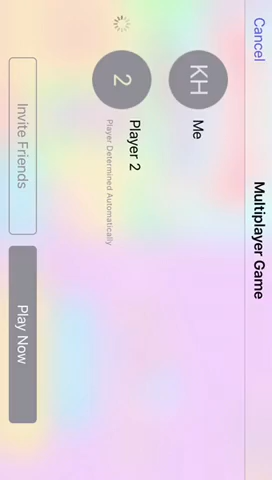 Cancel
Multiplayer Game
KH
Me
2
Player 2
Player Determined Automatically
Invite Friends
Play Now